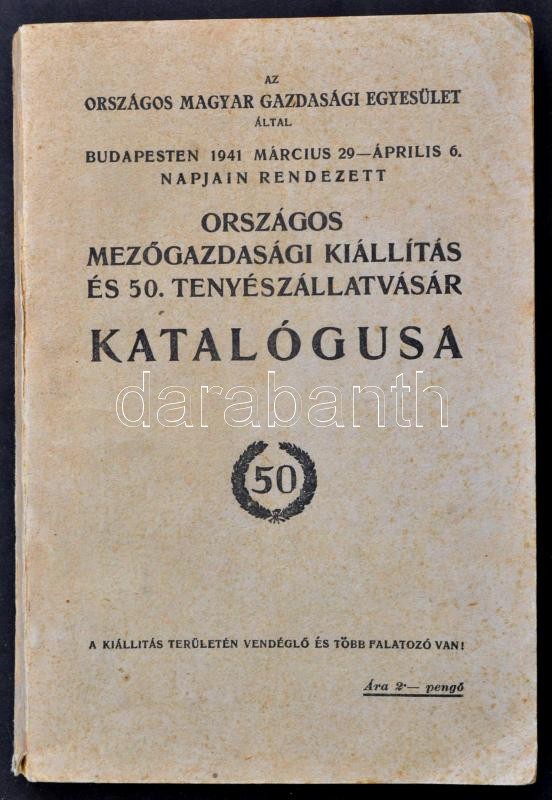 AZ
ORSZÁGOS MAGYAR GAZDASÁGI EGYESÜLET
ÁLTAL
BUDAPESTEN 1941 MÁRCIUS 29—ÁPRILIS 6.
NAPJAIN RENDEZETT
ORSZÁGOS
MEZŐGAZDASÁGI KIÁLLÍTÁS
ÉS 50. TENYÉSZÁLLATVÁSÁR
KATALÓGUSA
darabanth
50
A KIÁLLITÁS TERÜLETÉN VENDÉGLŐ ÉS TÖBB FALATOZÓ VAN!
Ára 2·— pengő